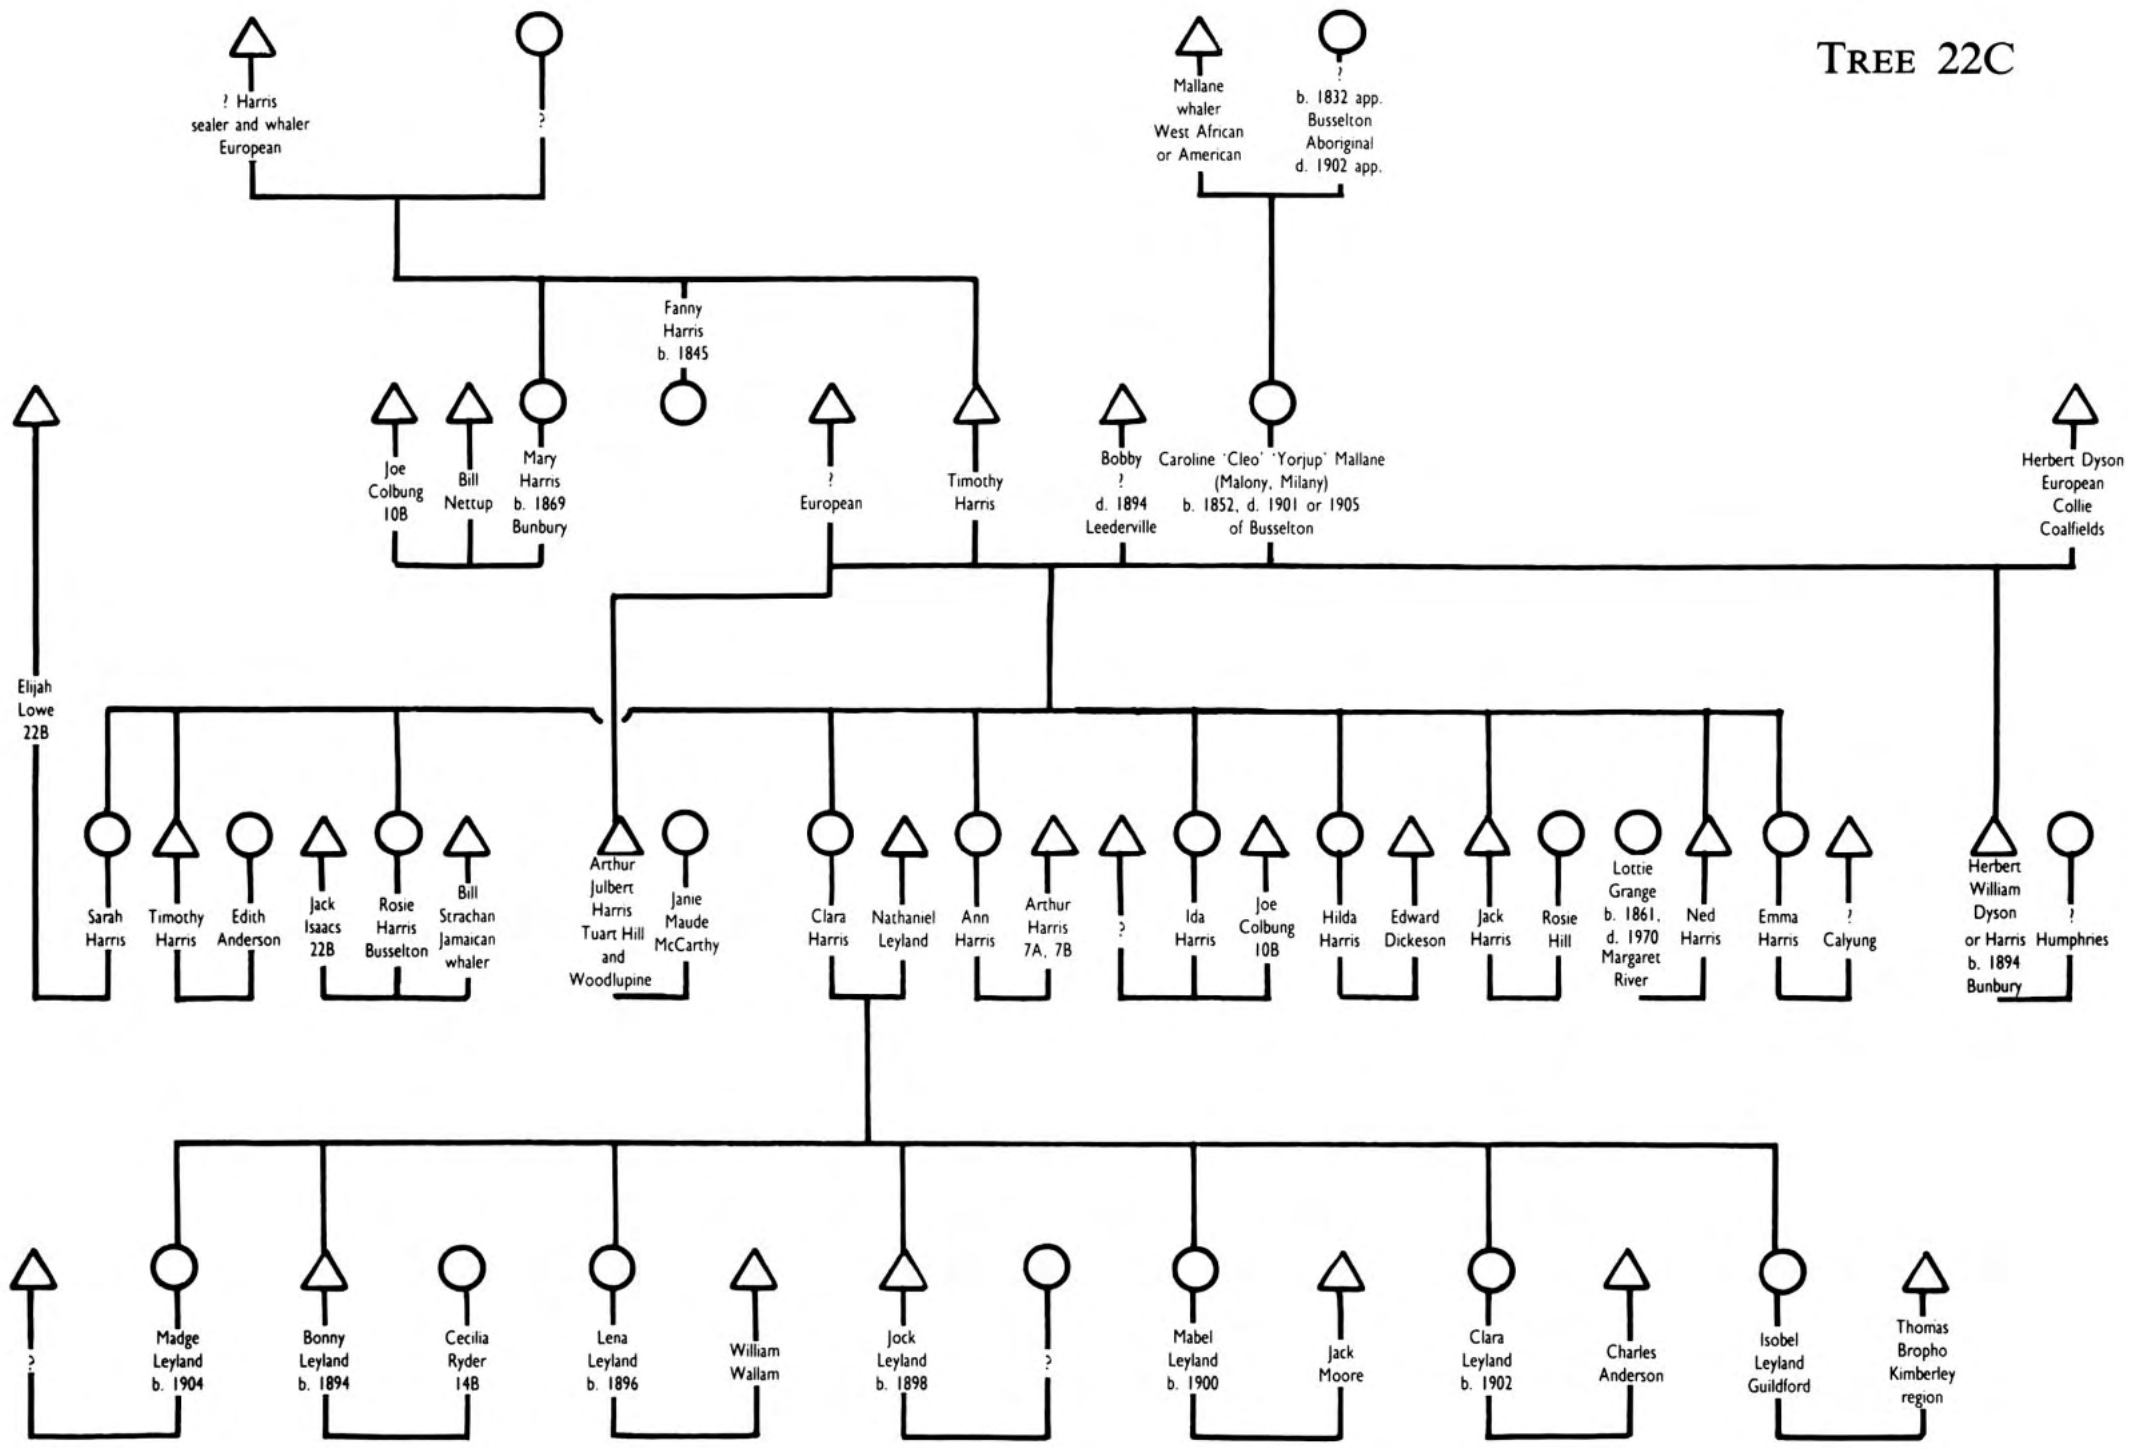 TREE 22C
? Harris
sealer and whaler
European
?
Mallane
whaler
West African
or American
?
b. 1832 app.
Busselton
Aboriginal
d. 1902 app.
Fanny
Harris
b. 1845
Joe
Colbung
10B
Bill
Nettup
Mary
Harris
b. 1869
Bunbury
?
European
Timothy
Harris
Bobby
?
d. 1894
Leederville
Caroline 'Cleo' 'Yorjup' Mallane
(Malony, Milany)
b. 1852, d. 1901 or 1905
of Busselton
Herbert Dyson
European
Collie
Coalfields
Elijah
Lowe
22B
Sarah
Harris
Timothy
Harris
Edith
Anderson
Jack
Isaacs
22B
Rosie
Harris
Busselton
Bill
Strachan
Jamaican
whaler
Arthur
Julbert
Harris
Tuart Hill
and
Woodlupine
Janie
Maude
McCarthy
Clara
Harris
Nathaniel
Leyland
Ann
Harris
Arthur
Harris
7A, 7B
?
Ida
Harris
Joe
Colbung
10B
Hilda
Harris
Edward
Dickeson
Jack
Harris
Rosie
Hill
Lottie
Grange
b. 1861,
d. 1970
Margaret
River
Ned
Harris
Emma
Harris
?
Calyung
Herbert
William
Dyson
or Harris
b. 1894
Bunbury
?
Humphries
?
Madge
Leyland
b. 1904
Bonny
Leyland
b. 1894
Cecilia
Ryder
14B
Lena
Leyland
b. 1896
William
Wallam
Jock
Leyland
b. 1898
?
Mabel
Leyland
b. 1900
Jack
Moore
Clara
Leyland
b. 1902
Charles
Anderson
Isobel
Leyland
Guildford
Thomas
Bropho
Kimberley
region